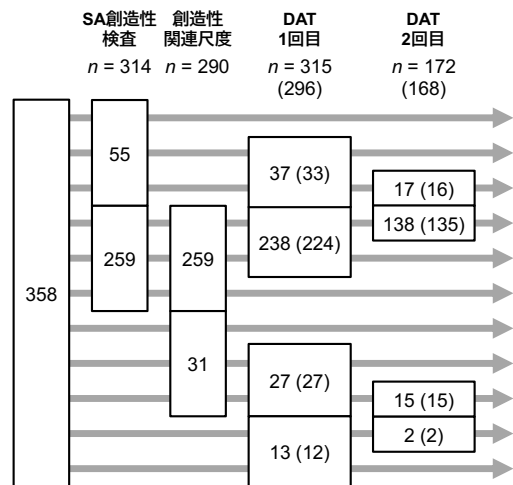 SA創造性
検査
n = 314
創造性
関連尺度
n = 290
DAT
1回目
n = 315
(296)
DAT
2回目
n = 172
(168)
358
55
259
259
31
37 (33)
238 (224)
27 (27)
13 (12)
17 (16)
138 (135)
15 (15)
2 (2)